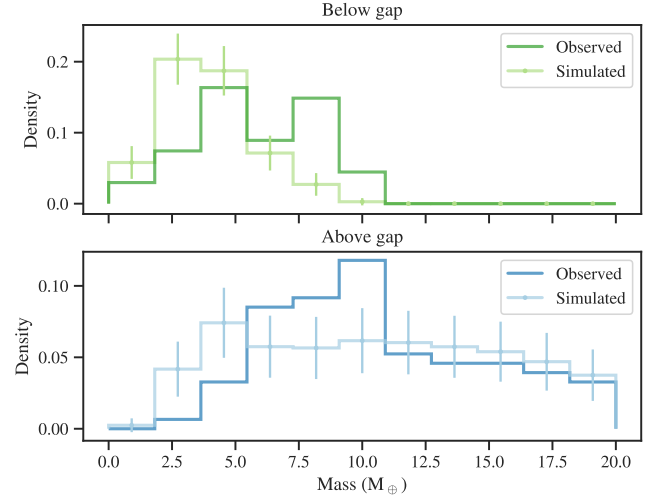 Below gap
Density
0.2
0.1
0.0
Observed
Simulated
Above gap
Density
0.10
0.05
0.00
Observed
Simulated
0.0 2.5 5.0 7.5 10.0 12.5 15.0 17.5 20.0
Mass (M⊕)